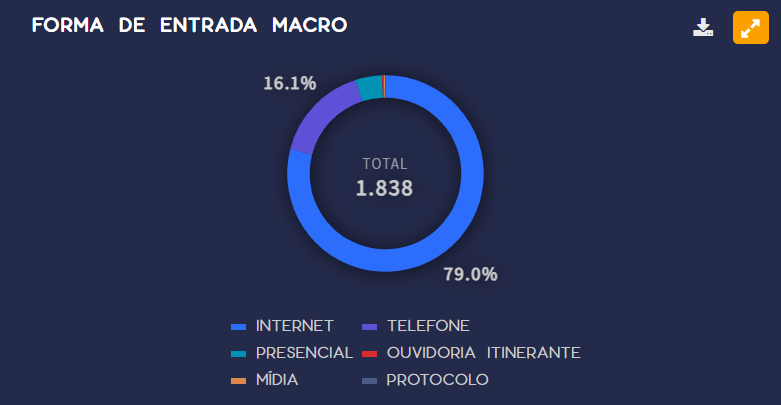 FORMA DE ENTRADA MACRO
16.1%
TOTAL
1.838
79.0%
INTERNET TELEFONE
PRESENCIAL OUVIDORIA ITINERANTE
MÍDIA PROTOCOLO